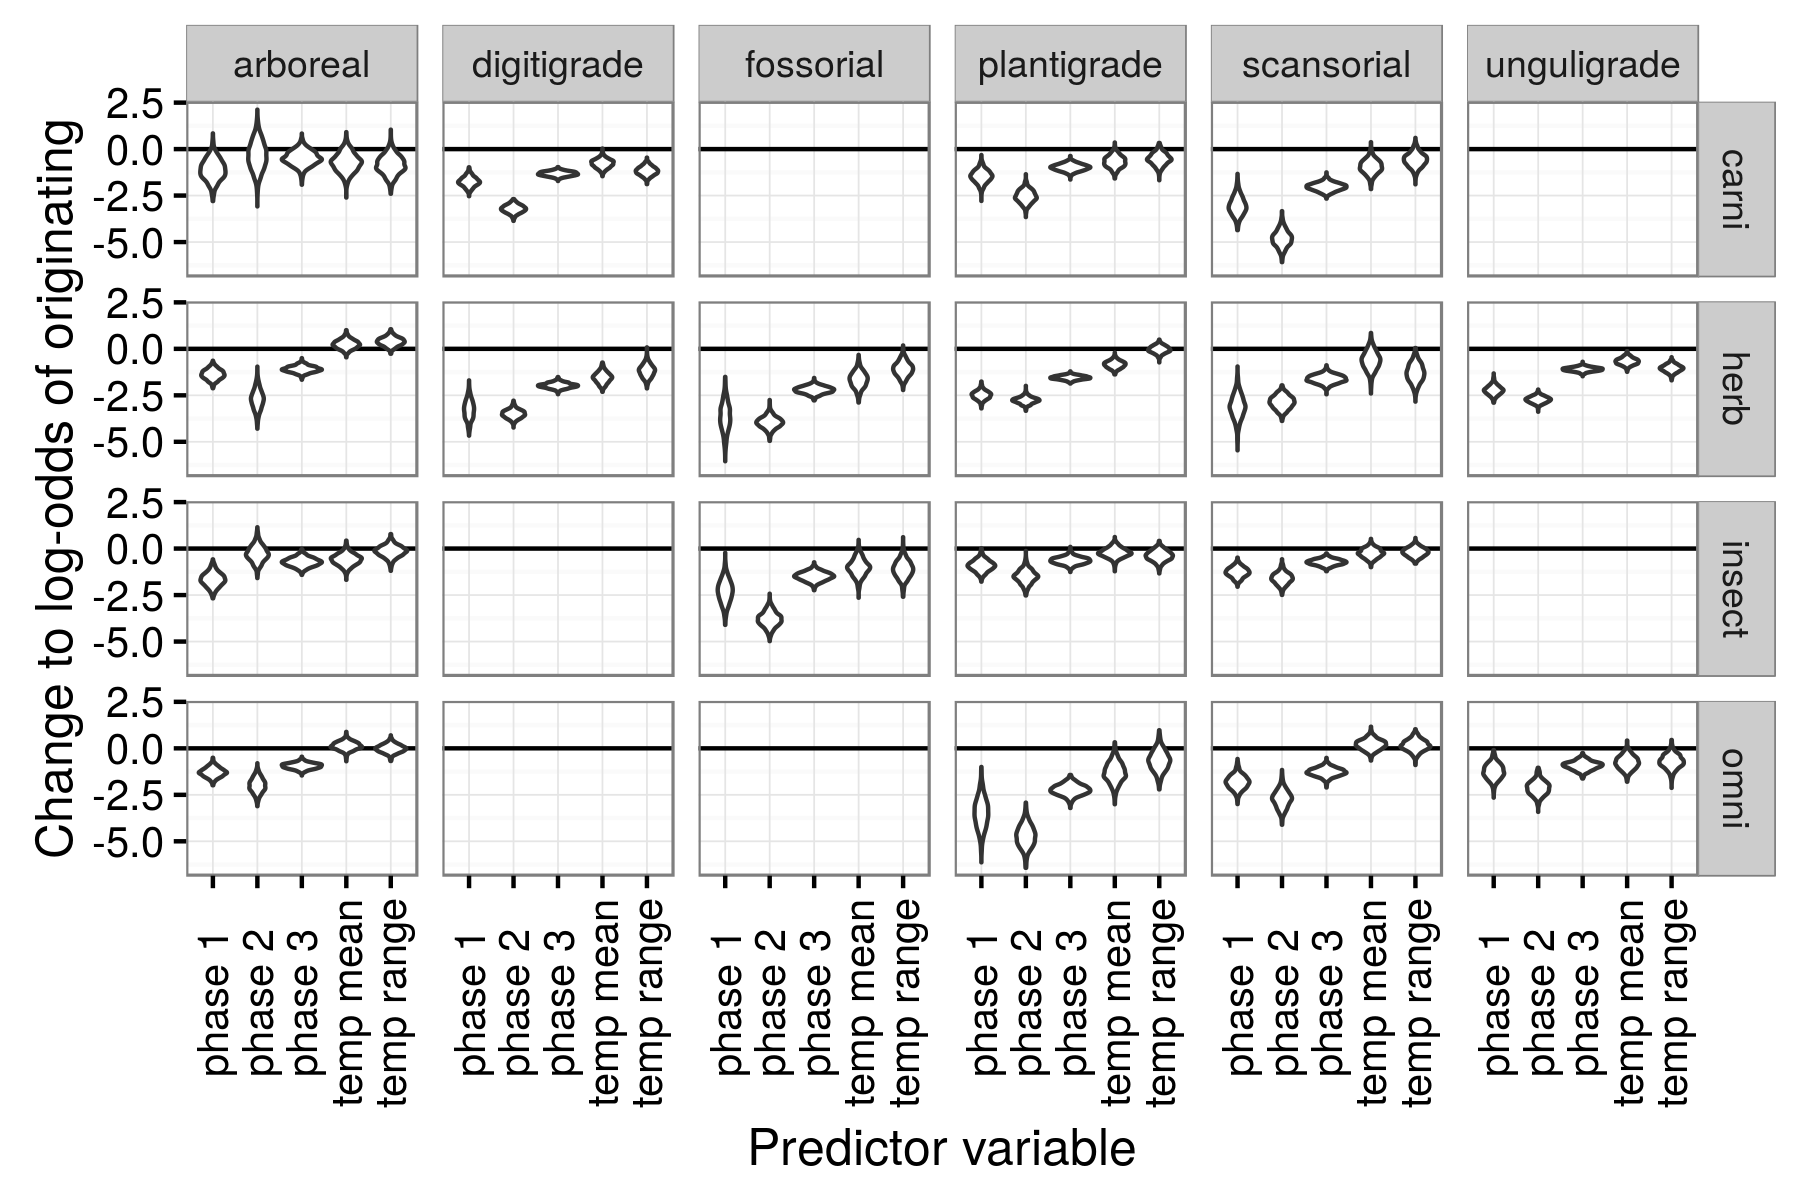 arboreal digitigrade fossorial plantigrade scansorial unguligrade
Change to log-odds of originating
2.5
0.0
-2.5
-5.0
carni
2.5
0.0
-2.5
-5.0
herb
2.5
0.0
-2.5
-5.0
insect
2.5
0.0
-2.5
-5.0
omni
phase 1 phase 2 phase 3 temp mean temp range phase 1 phase 2 phase 3 temp mean temp range phase 1 phase 2 phase 3 temp mean temp range phase 1 phase 2 phase 3 temp mean temp range phase 1 phase 2 phase 3 temp mean temp range phase 1 phase 2 phase 3 temp mean temp range
Predictor variable